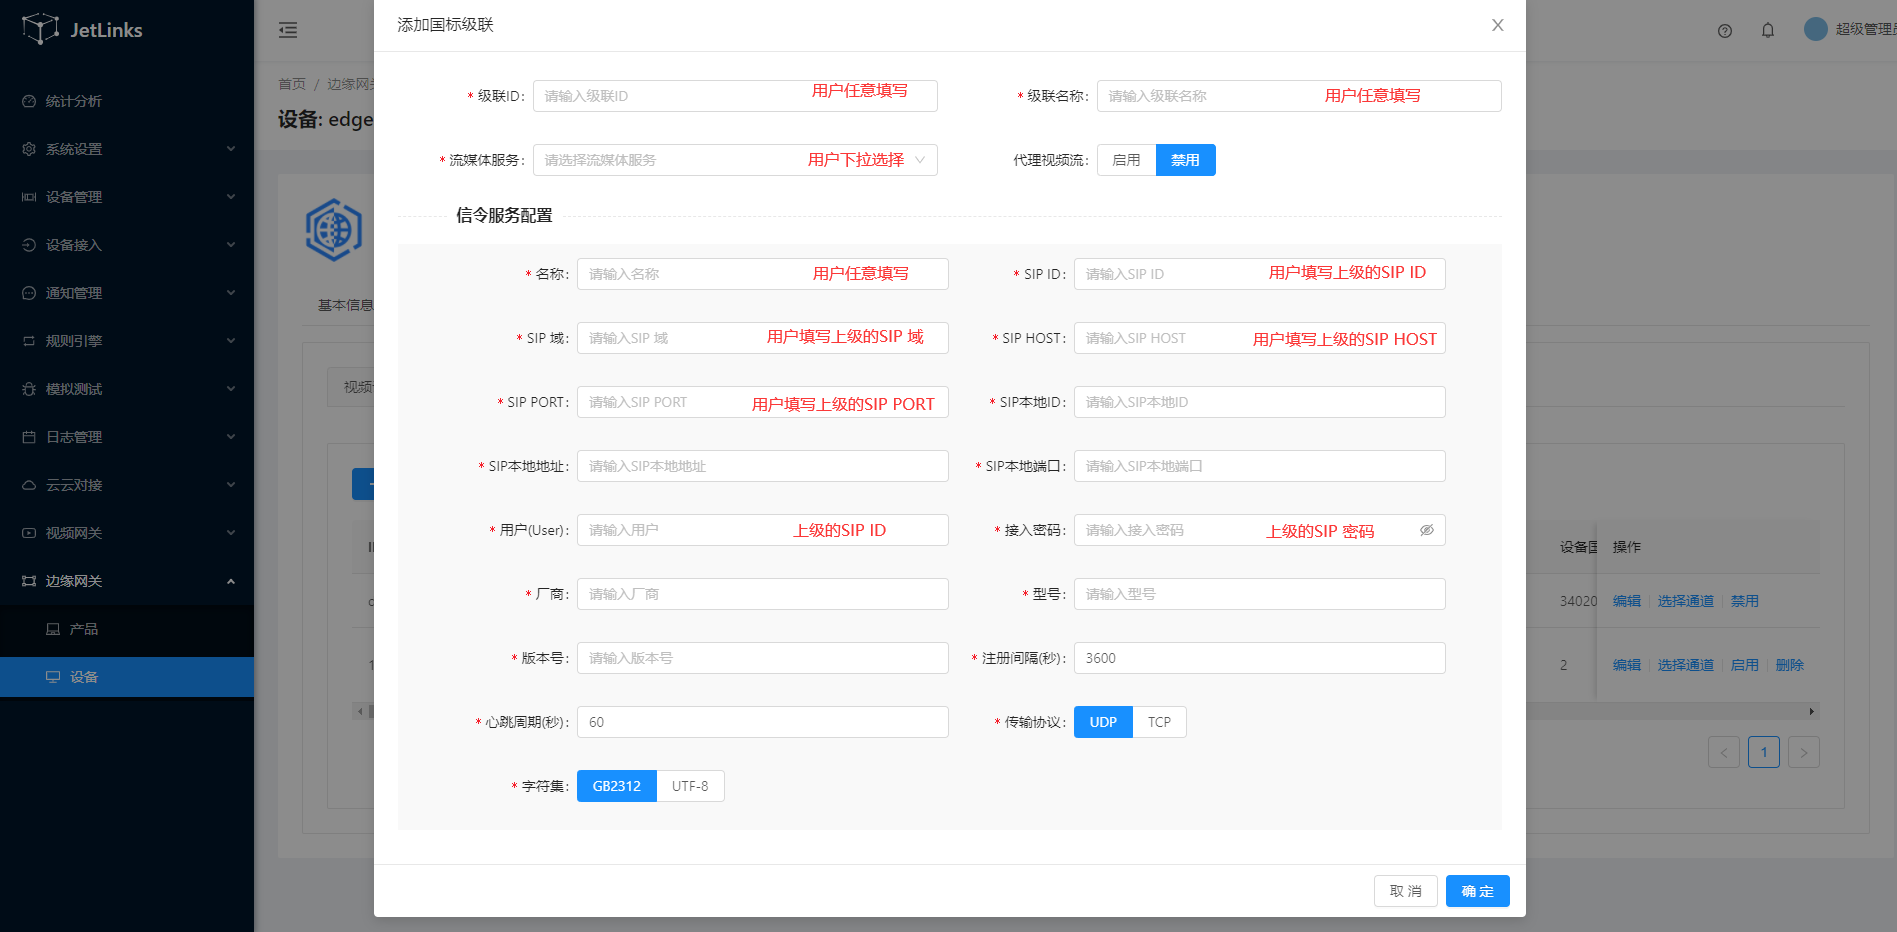 JetLinks
统计分析
系统设置
设备管理
设备接入
通知管理
规则引擎
模拟测试
日志管理
云云对接
视频网关
边缘网关
产品
设备
首页 / 边缘网关
设备: edge
超级管理员
基本信息
视频
添加国标级联
* 级联ID: 请输入级联ID 用户任意填写
* 级联名称: 请输入级联名称 用户任意填写
* 流媒体服务: 请选择流媒体服务 用户下拉选择
代理视频流: 启用 禁用
信令服务配置
* 名称: 请输入名称 用户任意填写
* SIP ID: 请输入SIP ID 用户填写上级的SIP ID
* SIP 域: 请输入SIP 域 用户填写上级的SIP 域
* SIP HOST: 请输入SIP HOST 用户填写上级的SIP HOST
* SIP PORT: 请输入SIP PORT 用户填写上级的SIP PORT
* SIP本地ID: 请输入SIP本地ID
* SIP本地地址: 请输入SIP本地地址
* SIP本地端口: 请输入SIP本地端口
* 用户(User): 请输入用户 上级的SIP ID
* 接入密码: 请输入接入密码 上级的SIP 密码
* 厂商: 请输入厂商
* 型号: 请输入型号
* 版本号: 请输入版本号
* 注册间隔(秒): 3600
* 心跳周期(秒): 60
* 传输协议: UDP TCP
* 字符集: GB2312 UTF-8
取 消 确 定
设备国 操作
34020 编辑 选择通道 禁用
1 2 编辑 选择通道 启用 删除
< 1 >